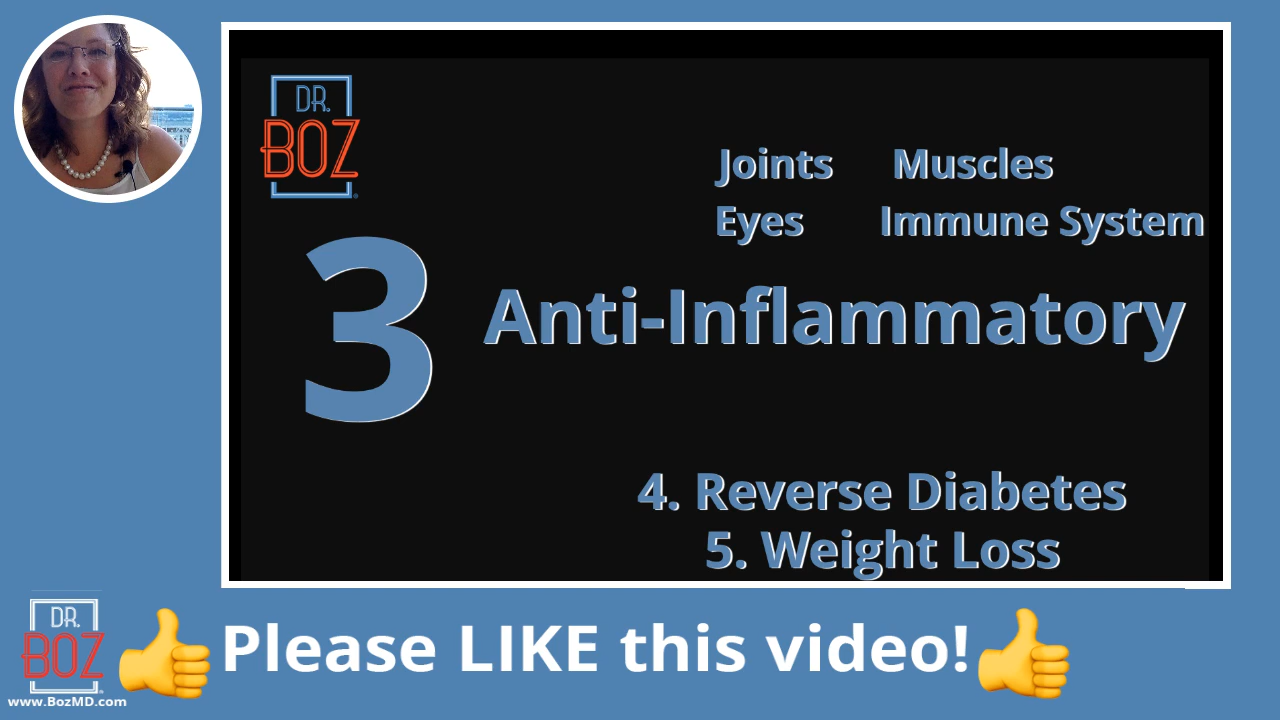 DR.
BOZ
Joints Muscles
Eyes Immune System
3 Anti-Inflammatory
4. Reverse Diabetes
5. Weight Loss
DR.
BOZ
Please LIKE this video!
www.BozMD.com